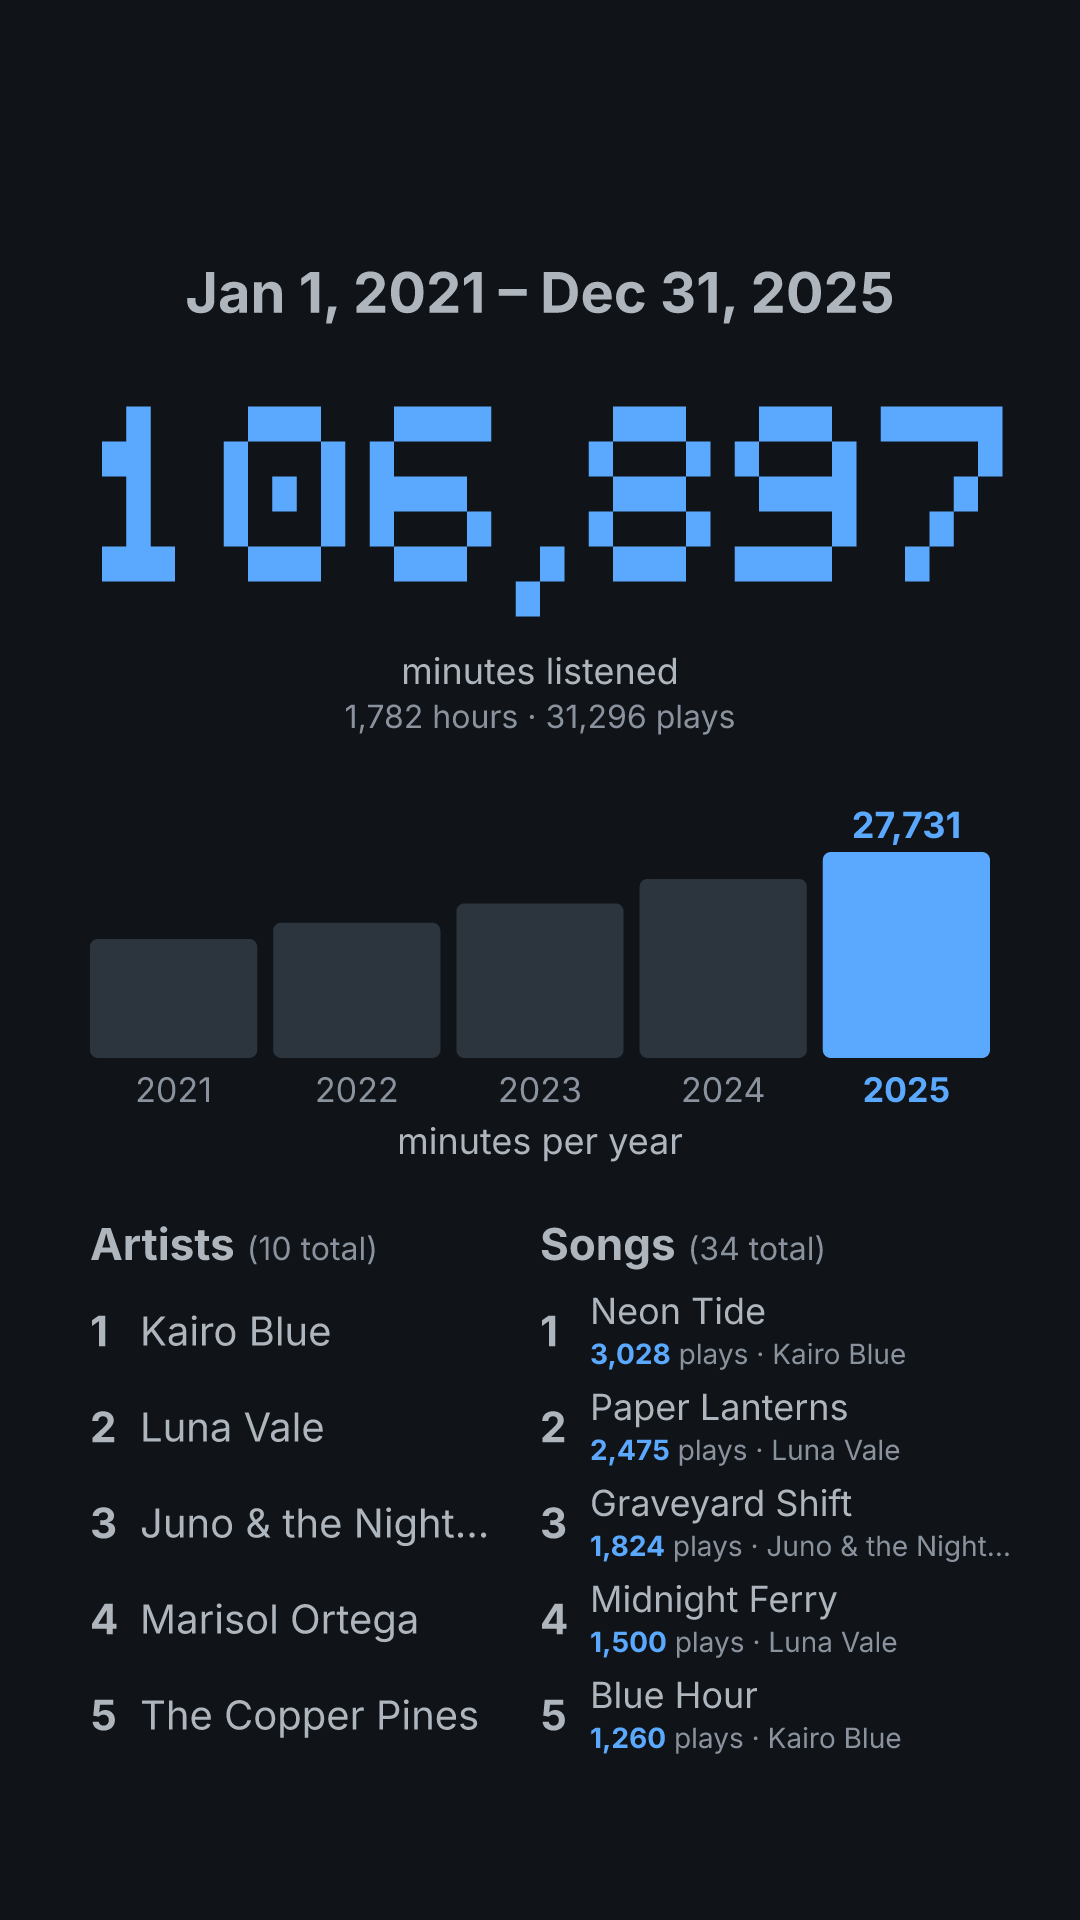 Jan 1, 2021 – Dec 31, 2025
106,897
minutes listened
1,782 hours · 31,296 plays
27,731
2021 2022 2023 2024 2025
minutes per year
Artists (10 total)
1 Kairo Blue
2 Luna Vale
3 Juno & the Night...
4 Marisol Ortega
5 The Copper Pines
Songs (34 total)
1 Neon Tide
3,028 plays · Kairo Blue
2 Paper Lanterns
2,475 plays · Luna Vale
3 Graveyard Shift
1,824 plays · Juno & the Night...
4 Midnight Ferry
1,500 plays · Luna Vale
5 Blue Hour
1,260 plays · Kairo Blue